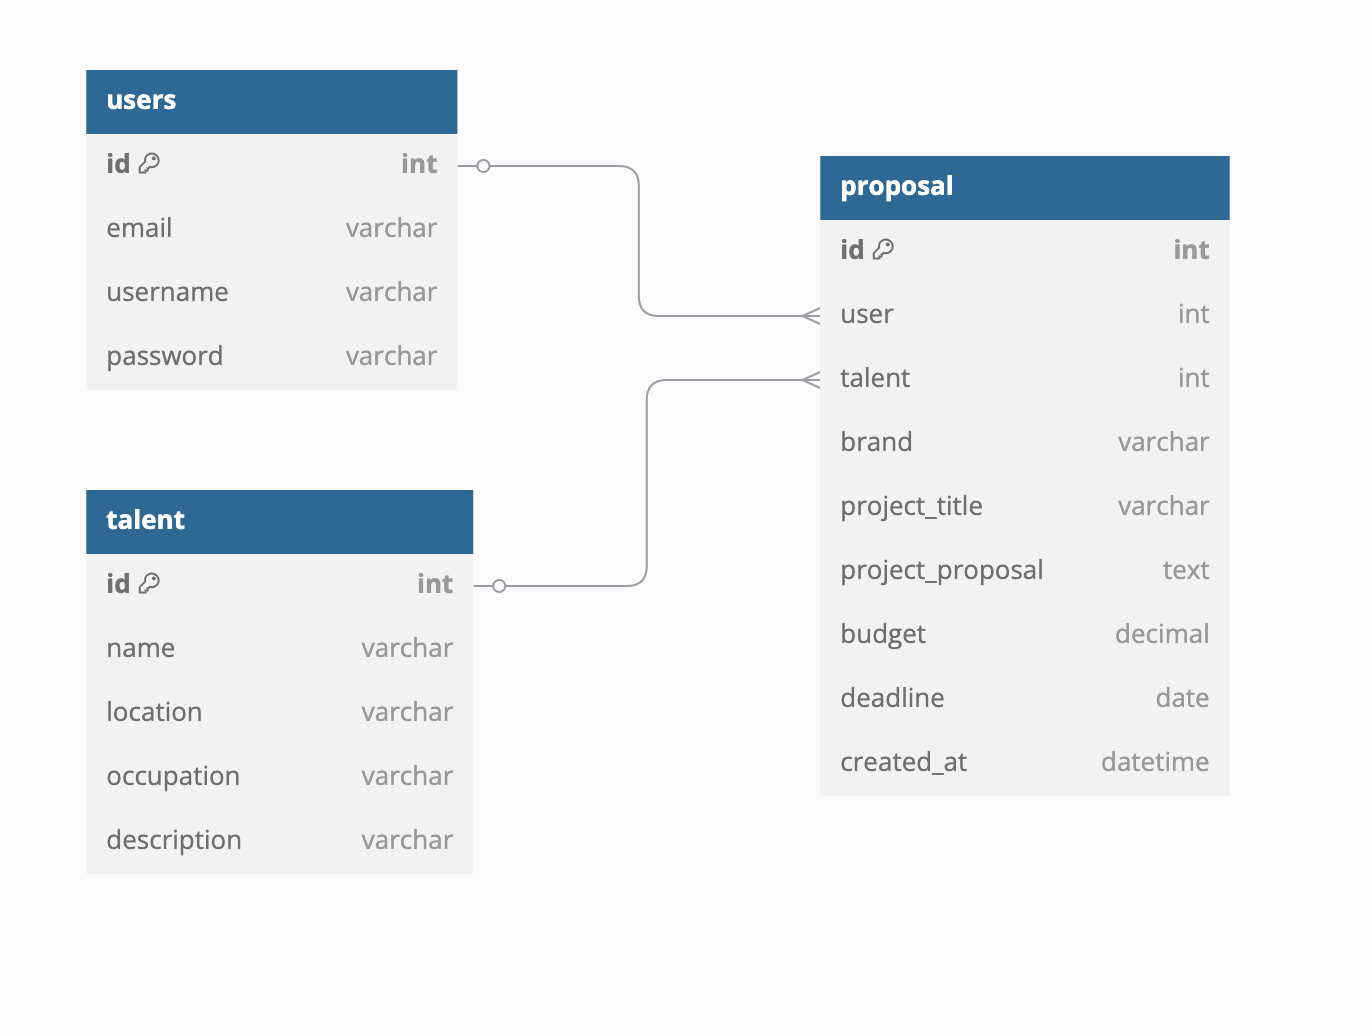 users
id int
email varchar
username varchar
password varchar
talent
id int
name varchar
location varchar
occupation varchar
description varchar
proposal
id int
user int
talent int
brand varchar
project_title varchar
project_proposal text
budget decimal
deadline date
created_at datetime